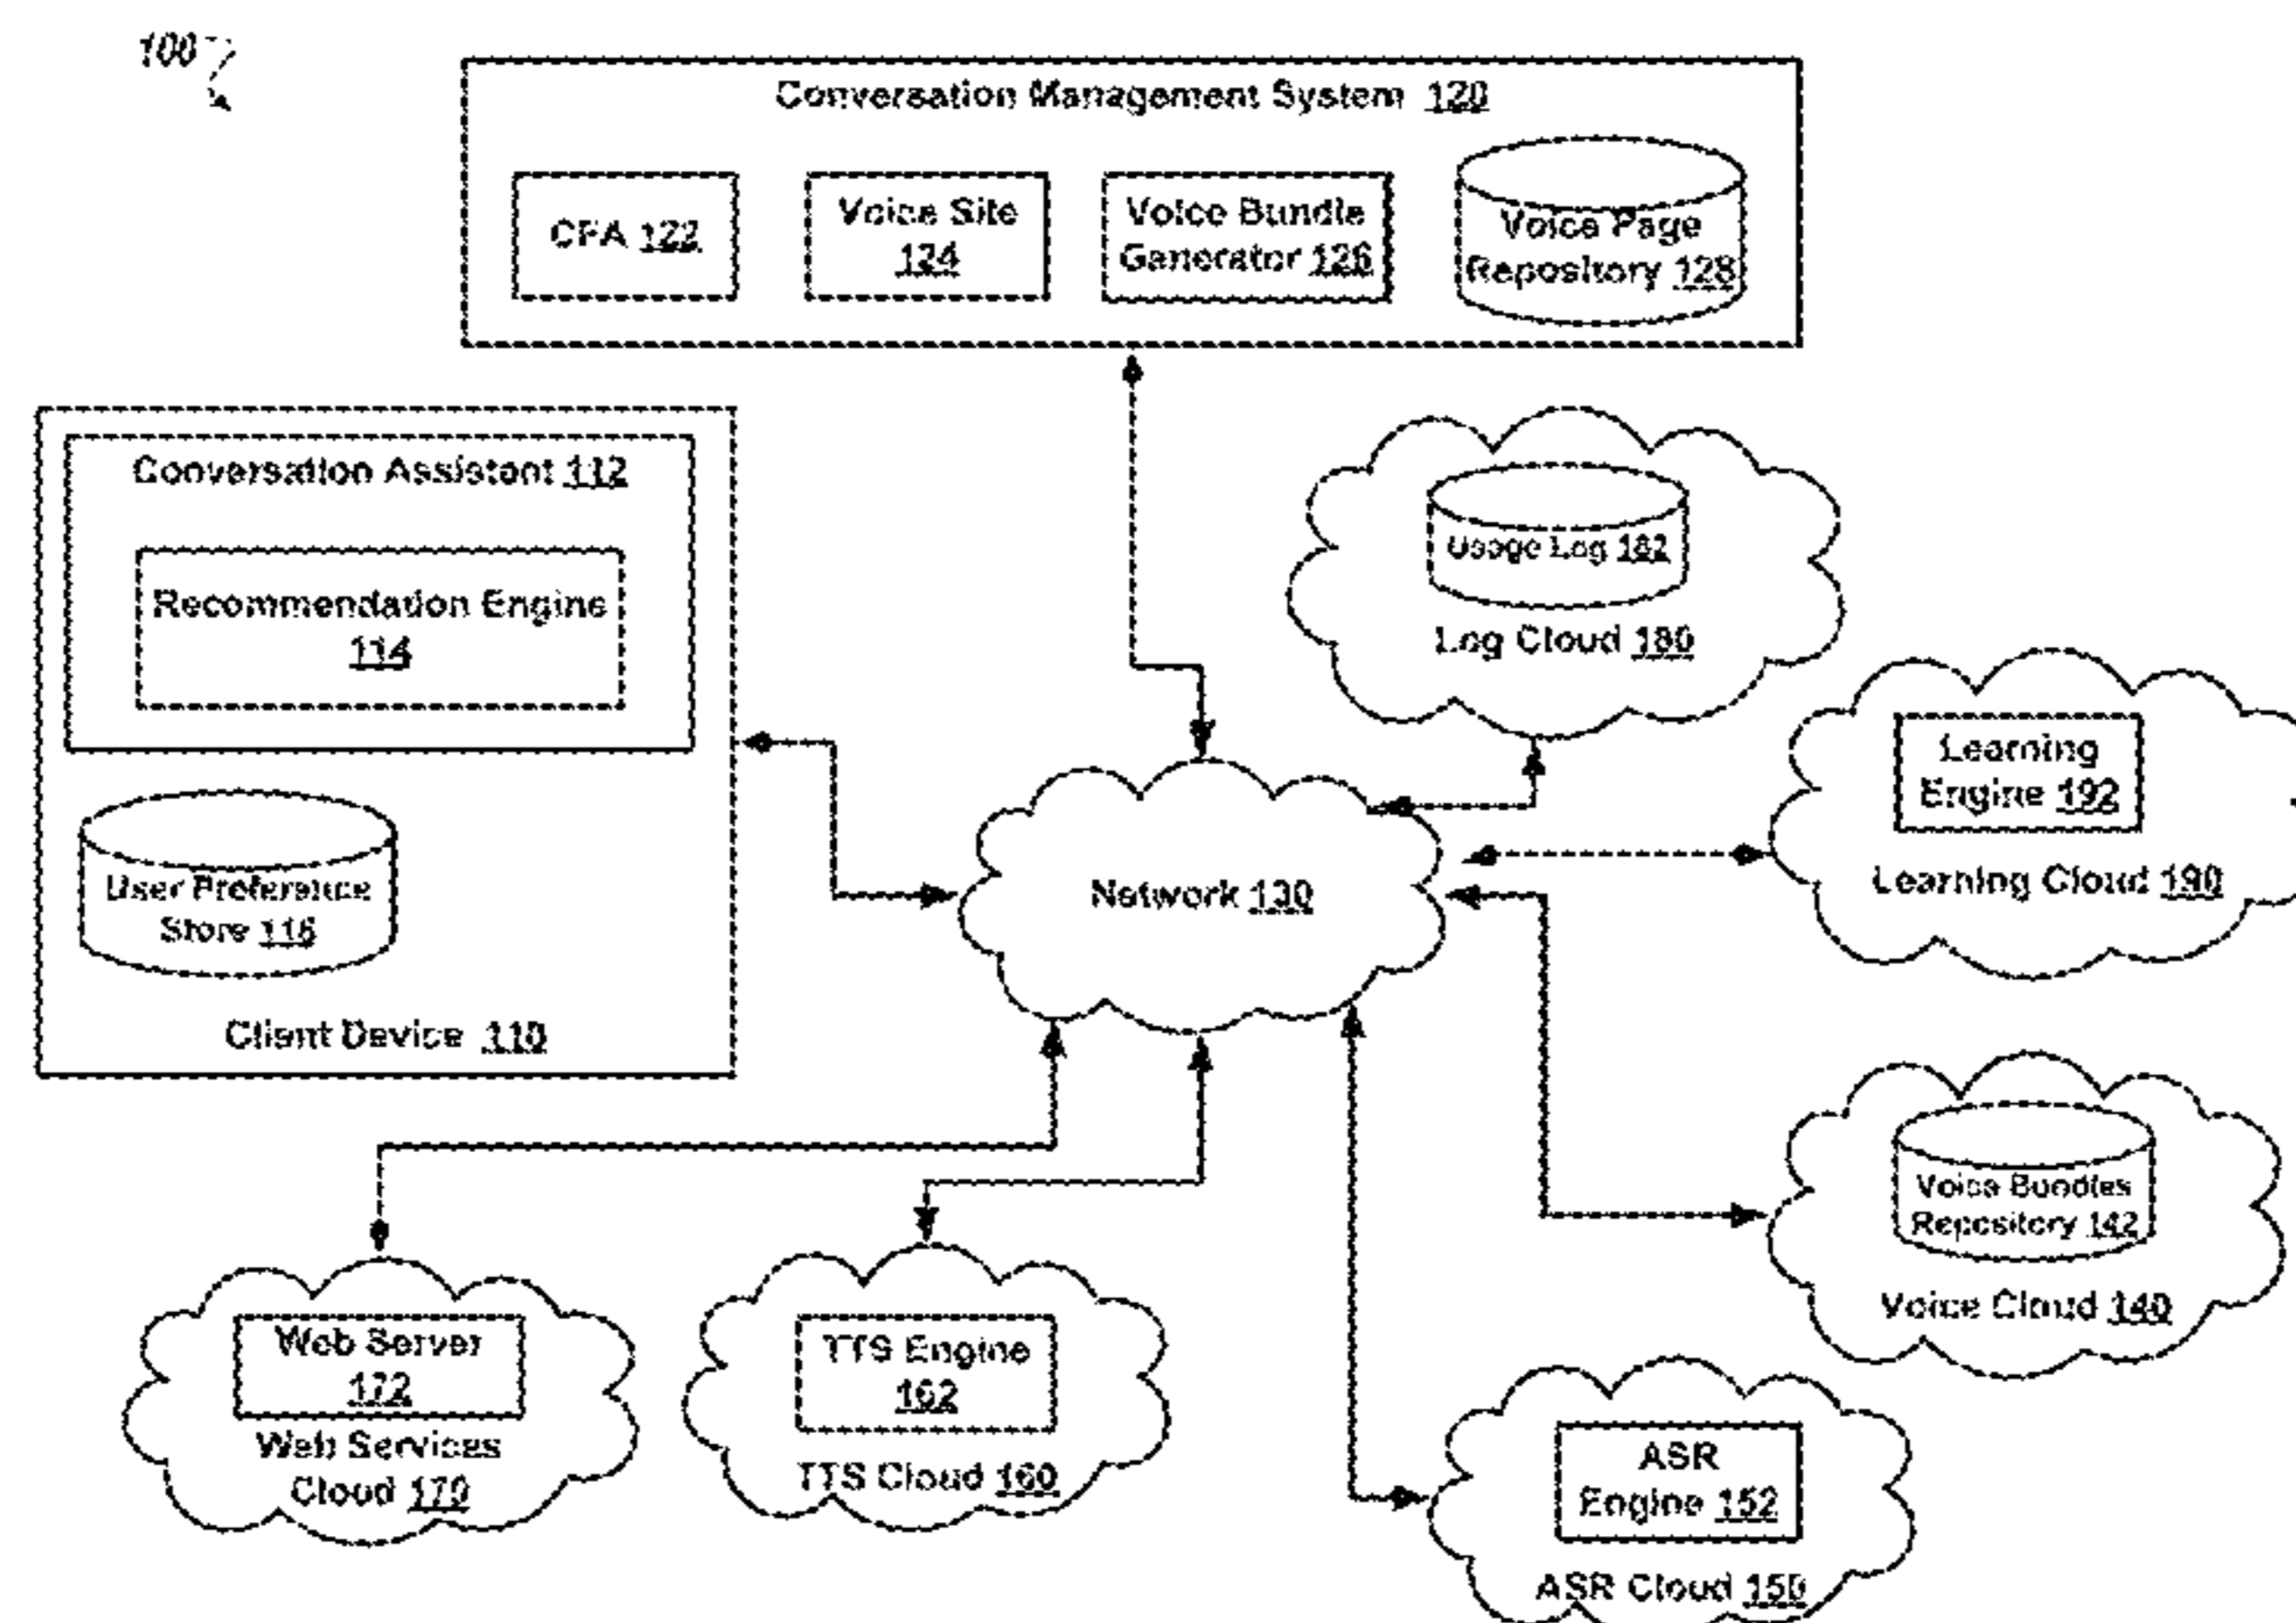 100
Conversation Management System 120
CPA 122
Voice Site
124
Voice Bundle
Generator 126
Voice Page
Repository 128
Conversation Assistant 112
Recommendation Engine
114
User Preference
Store 116
Client Device 110
Usage Log 182
Log Cloud 180
Learning
Engine 192
Learning Cloud 190
Network 130
Voice Bundles
Repository 142
Voice Cloud 140
Web Server
172
Web Services
Cloud 170
TTS Engine
162
TTS Cloud 160
ASR
Engine 152
ASR Cloud 150